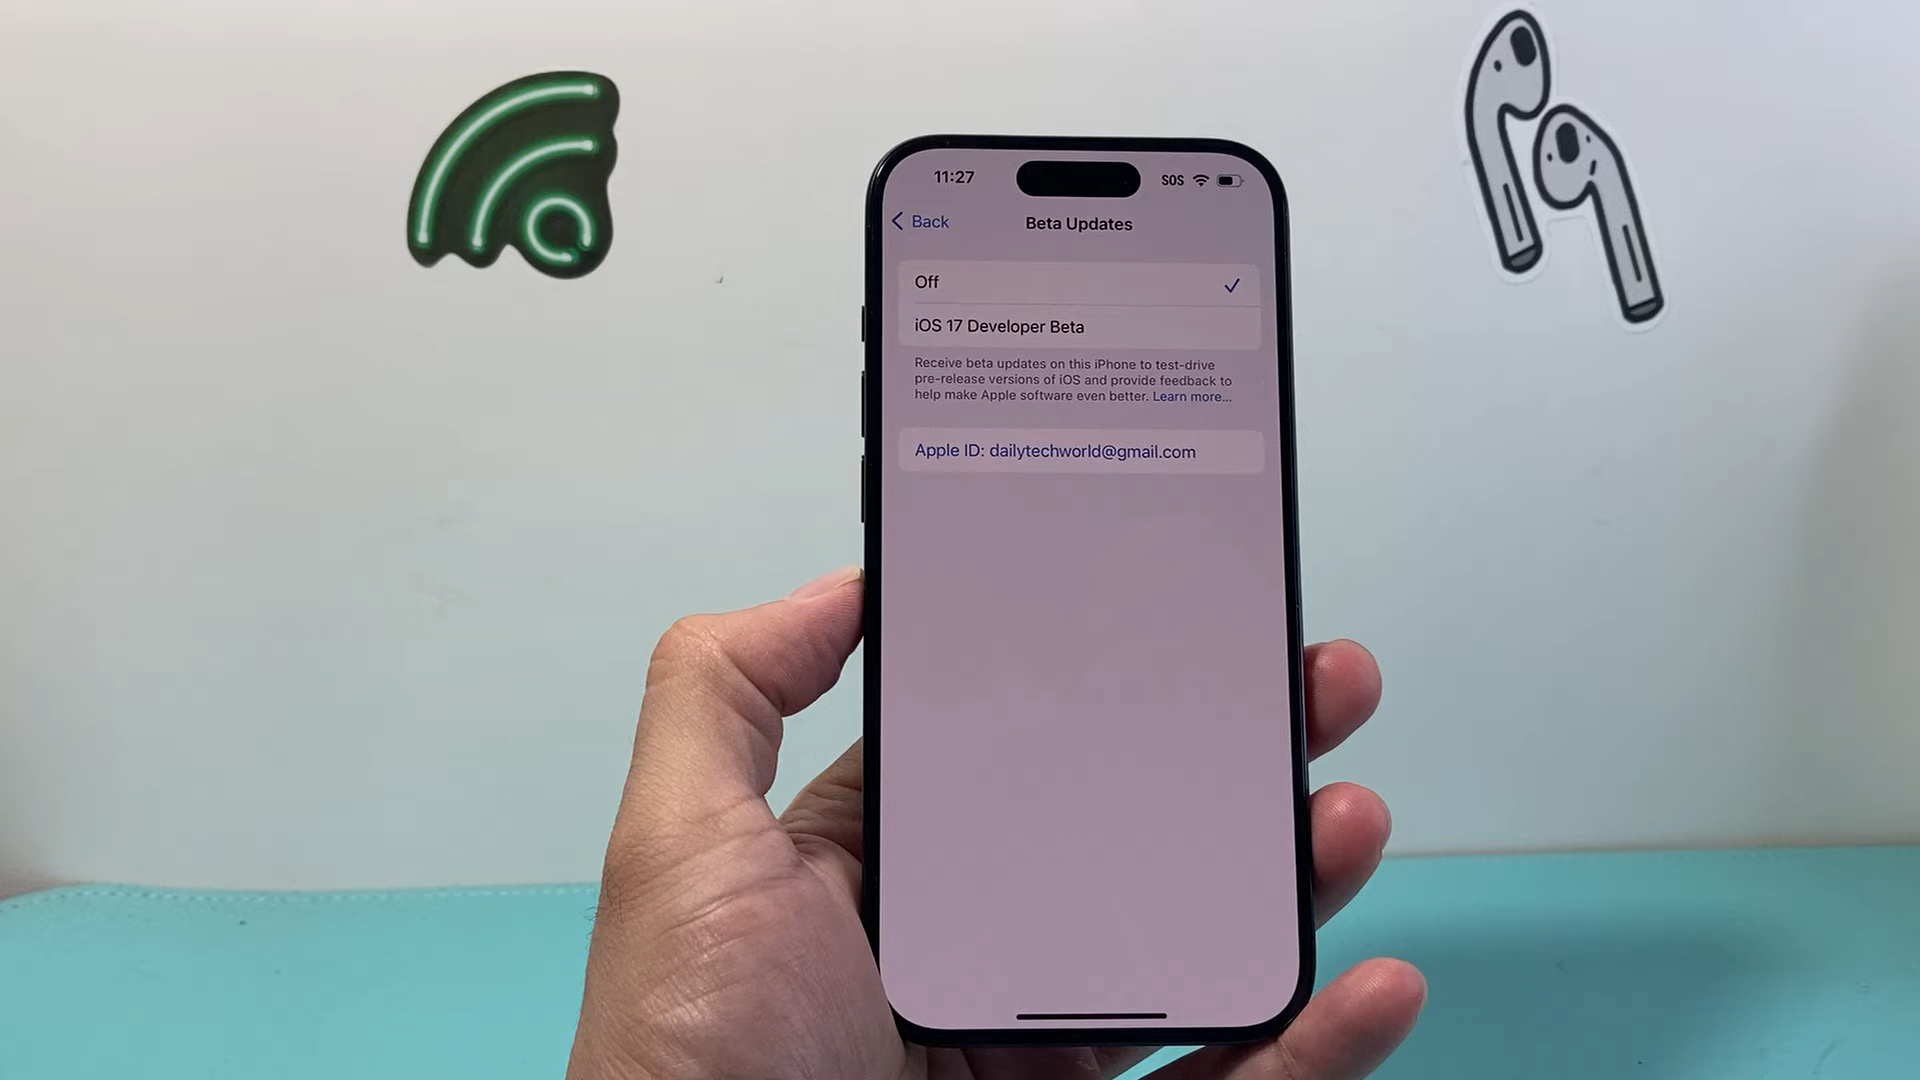 11:27
SOS
Back
Beta Updates
Off
iOS 17 Developer Beta
Receive beta updates on this iPhone to test-drive
pre-release versions of iOS and provide feedback to
help make Apple software even better. Learn more...
Apple ID: dailytechworld@gmail.com